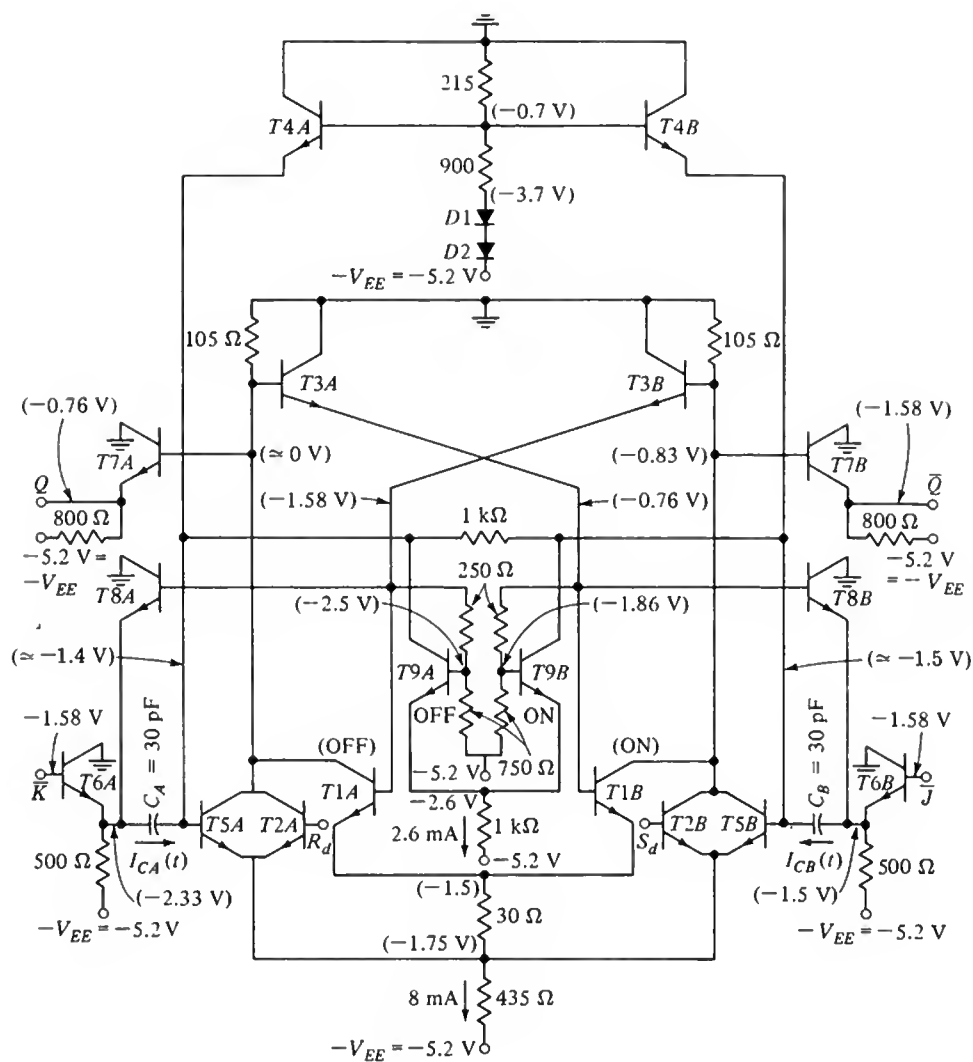 215
(−0.7 V)
T4A
T4B
900
(−3.7 V)
D1
D2
−V_EE = −5.2 V
105 Ω
105 Ω
T3A
T3B
(−0.76 V)
(−1.58 V)
T7A
(≃ 0 V)
(−0.83 V)
T7B
Q
Q̅
(−1.58 V)
(−0.76 V)
800 Ω
1 kΩ
800 Ω
−5.2 V =
−V_EE
−5.2 V
= − V_EE
250 Ω
T8A
T8B
(−2.5 V)
(−1.86 V)
(≃ −1.4 V)
T9A
T9B
(≃ −1.5 V)
OFF
ON
−1.58 V
C_A = 30 pF
(OFF)
−5.2 V
750 Ω
(ON)
C_B = 30 pF
−1.58 V
K̅
T6A
T1A
−2.6 V
T1B
T6B
J̅
T5A
T2A
R_d
2.6 mA
1 kΩ
S_d
T2B
T5B
500 Ω
I_CA(t)
−5.2 V
I_CB(t)
500 Ω
(−2.33 V)
(−1.5)
(−1.5 V)
30 Ω
−V_EE = −5.2 V
(−1.75 V)
− V_EE = −5.2 V
8 mA
435 Ω
−V_EE = −5.2 V